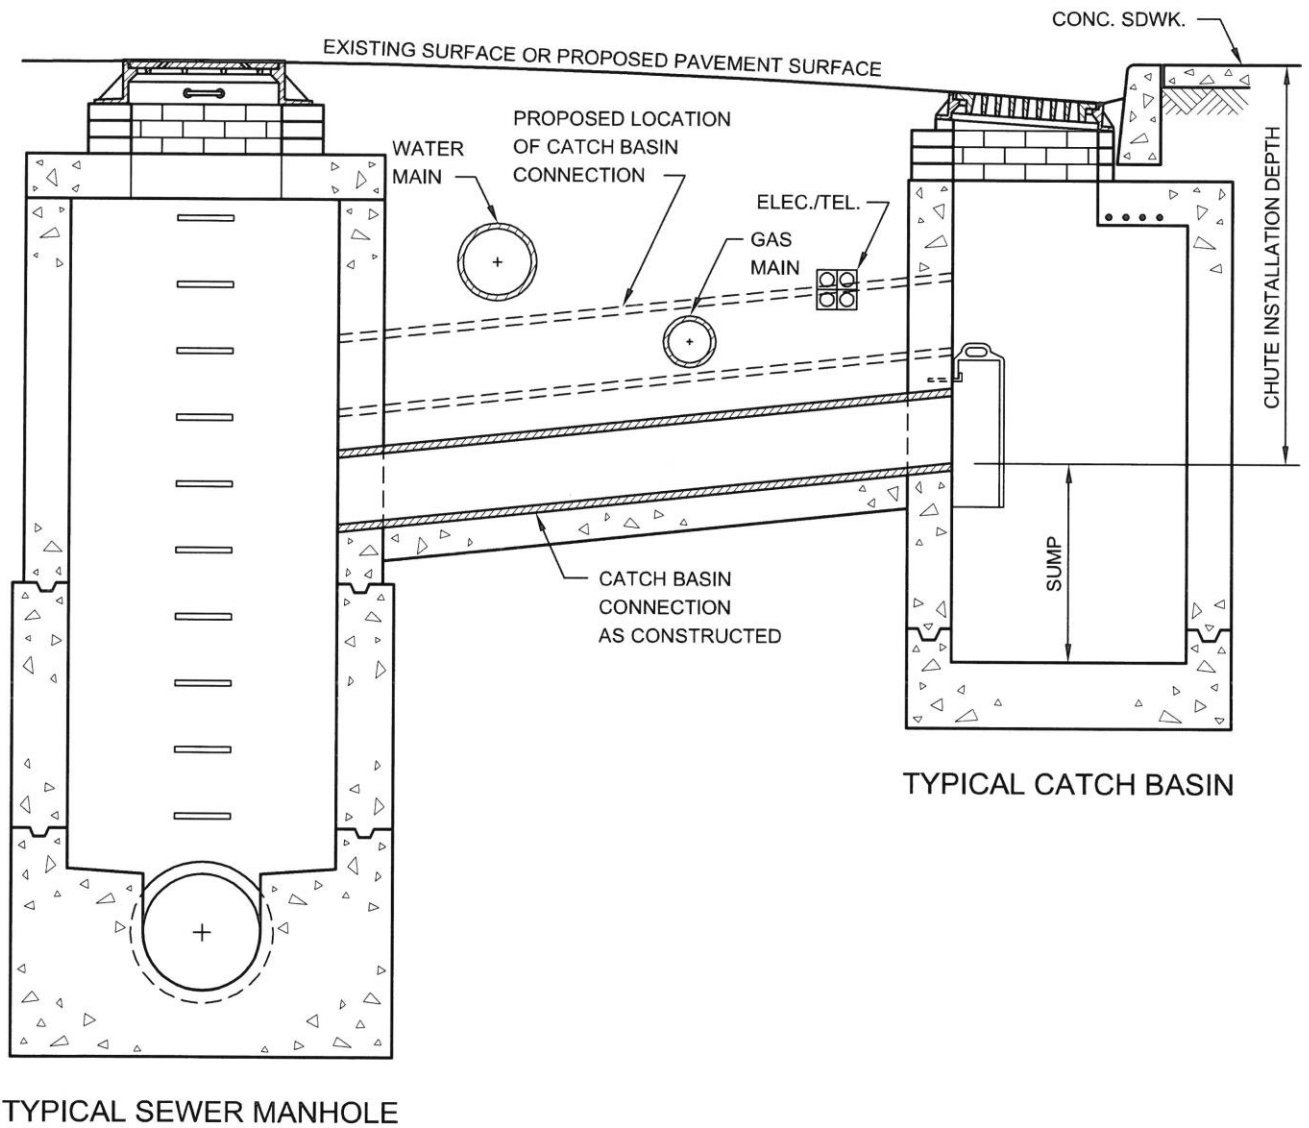 CONC. SDWK.
EXISTING SURFACE OR PROPOSED PAVEMENT SURFACE
PROPOSED LOCATION
OF CATCH BASIN
CONNECTION
WATER
MAIN
ELEC./TEL.
GAS
MAIN
CHUTE INSTALLATION DEPTH
SUMP
CATCH BASIN
CONNECTION
AS CONSTRUCTED
TYPICAL CATCH BASIN
TYPICAL SEWER MANHOLE